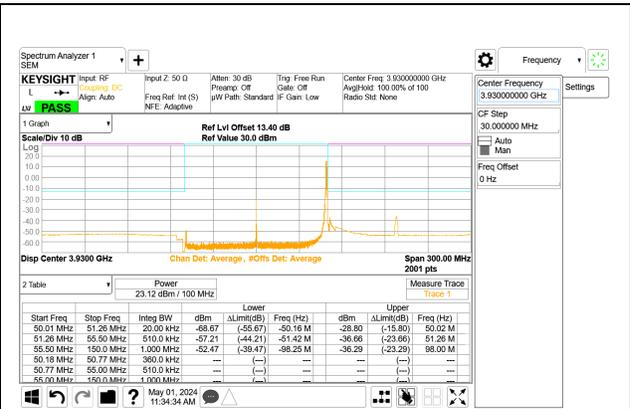 Spectrum Analyzer 1
SEM
+
Frequency
KEYSIGHT
L
LXI
PASS
Input: RF
Coupling: DC
Align: Auto
Input Z: 50 Ω
Freq Ref: Int (S)
NFE: Adaptive
Atten: 30 dB
Preamp: Off
µW Path: Standard
Trig: Free Run
Gate: Off
IF Gain: Low
Center Freq: 3.930000000 GHz
Avg|Hold: 100.00% of 100
Radio Std: None
Center Frequency
3.930000000 GHz
Settings
CF Step
30.000000 MHz
Auto
Man
Freq Offset
0 Hz
1 Graph
Scale/Div 10 dB
Ref Lvl Offset 13.40 dB
Ref Value 30.0 dBm
Log
20.0
10.0
0.00
-10.0
-20.0
-30.0
-40.0
-50.0
-60.0
Disp Center 3.9300 GHz
Chan Det: Average , #Offs Det: Average
Span 300.00 MHz
2001 pts
2 Table
Power
23.12 dBm / 100 MHz
Measure Trace
Trace 1
Lower Upper
Start Freq Stop Freq Integ BW dBm ΔLimit(dB) Freq (Hz) dBm ΔLimit(dB) Freq (Hz)
50.01 MHz 51.26 MHz 20.00 kHz -68.67 (-55.67) -50.16 M -28.80 (-15.80) 50.02 M
51.26 MHz 55.50 MHz 510.0 kHz -57.21 (-44.21) -51.42 M -36.66 (-23.66) 51.26 M
55.50 MHz 150.0 MHz 1.000 MHz -52.47 (-39.47) -98.25 M -36.29 (-23.29) 98.00 M
50.18 MHz 50.77 MHz 360.0 kHz --- (---) --- --- (---) ---
50.77 MHz 55.00 MHz 510.0 kHz --- (---) --- --- (---) ---
55.00 MHz 150.0 MHz 1.000 MHz --- (---) --- --- (---) ---
?
May 01, 2024
11:34:34 AM